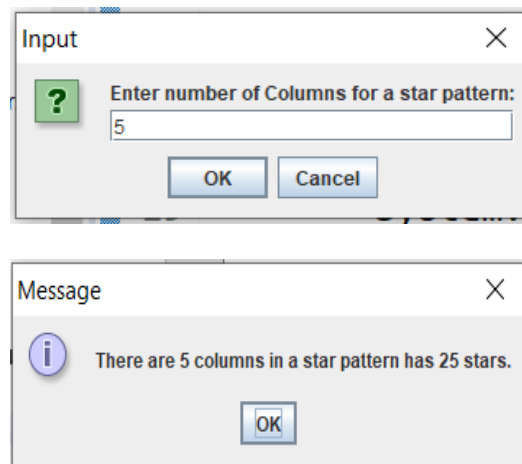 Input
?
Enter number of Columns for a star pattern:
5
OK
Cancel
Message
i
There are 5 columns in a star pattern has 25 stars.
OK